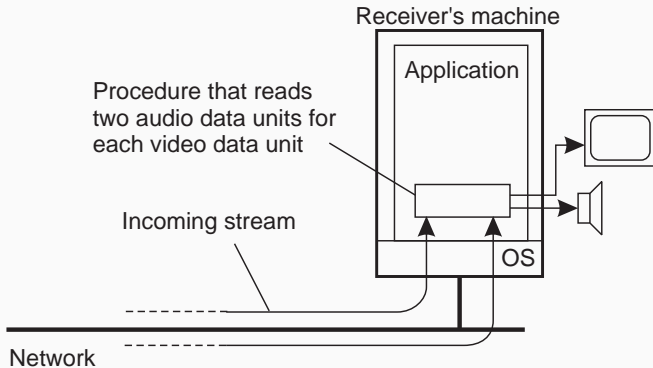 Receiver's machine
Application
Procedure that reads
two audio data units for
each video data unit
Incoming stream
OS
Network